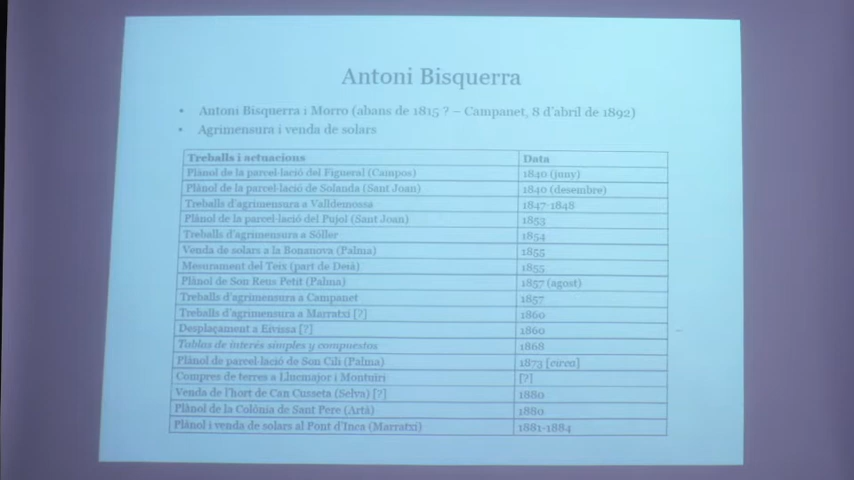 Antoni Bisquerra
• Antoni Bisquerra i Morro (abans de 1815 ? – Campanet, 8 d'abril de 1892)
• Agrimensura i venda de solars
Treballs i actuacions Data
Plànol de la parcel·lació del Figueral (Campos) 1840 (juny)
Plànol de la parcel·lació de Solanda (Sant Joan) 1840 (desembre)
Treballs d'agrimensura a Valldemossa 1847-1848
Plànol de la parcel·lació del Pujol (Sant Joan) 1853
Treballs d'agrimensura a Sóller 1854
Venda de solars a la Bonanova (Palma) 1855
Mesurament del Teix (part de Deià) 1855
Plànol de Son Reus Petit (Palma) 1857 (agost)
Treballs d'agrimensura a Campanet 1857
Treballs d'agrimensura a Marratxí [?] 1860
Desplaçament a Eivissa [?] 1860
Tablas de interés simples y compuestos 1868
Plànol de parcel·lació de Son Cili (Palma) 1873 [circa]
Compres de terres a Llucmajor i Montuïri [?]
Venda de l'hort de Can Cusseta (Selva) [?] 1880
Plànol de la Colònia de Sant Pere (Artà) 1880
Plànol i venda de solars al Pont d'Inca (Marratxí) 1881-1884